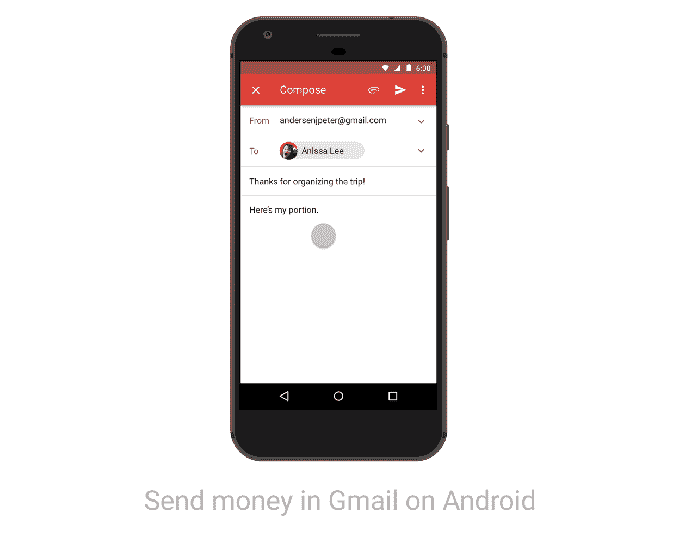 6:00
Compose
From andersenjpeter@gmail.com
To Anissa Lee
Thanks for organizing the trip!
Here's my portion.
Send money in Gmail on Android